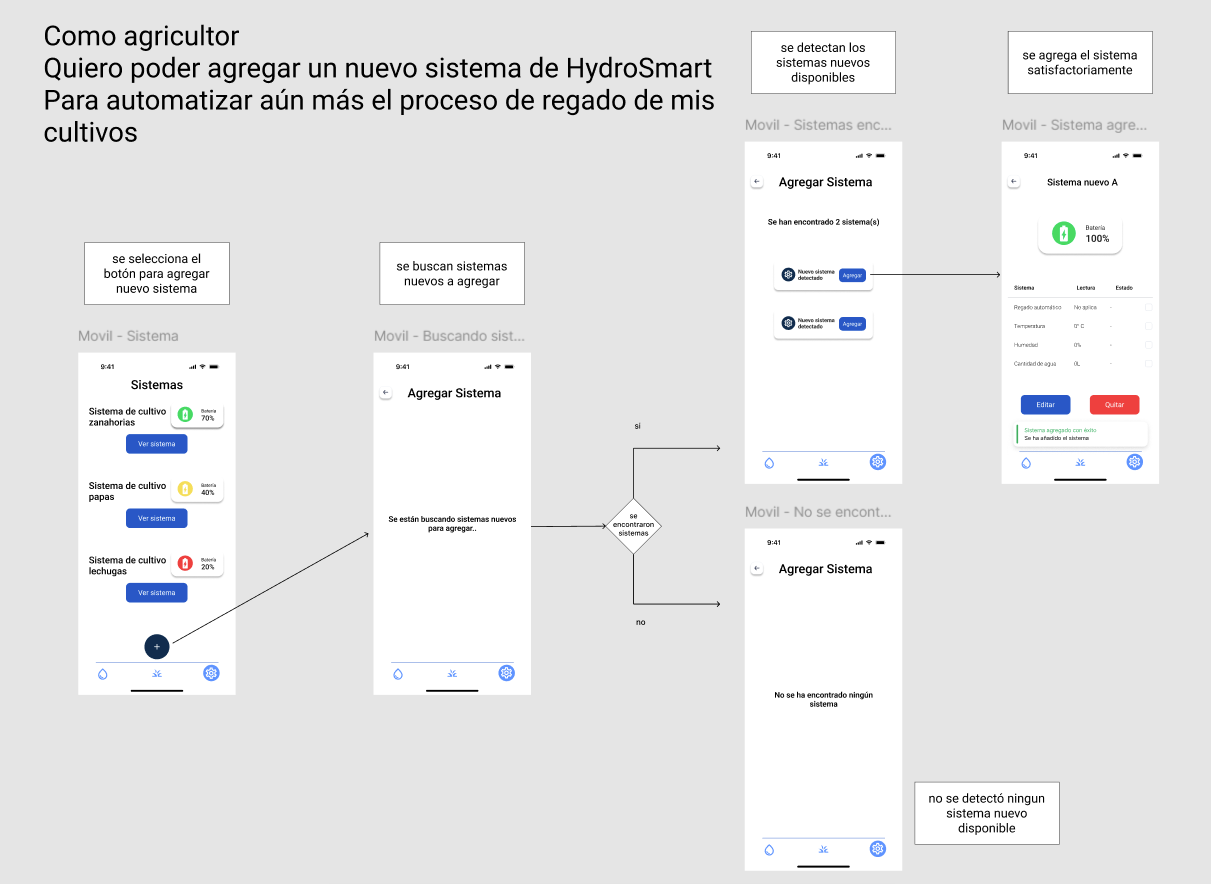 Como agricultor
Quiero poder agregar un nuevo sistema de HydroSmart
Para automatizar aún más el proceso de regado de mis
cultivos
se selecciona el
botón para agregar
nuevo sistema
Movil - Sistema
9:41
Sistemas
Sistema de cultivo
zanahorias
Batería
70%
Ver sistema
Sistema de cultivo
papas
Batería
40%
Ver sistema
Sistema de cultivo
lechugas
Batería
20%
Ver sistema
+
se buscan sistemas
nuevos a agregar
Movil - Buscando sist...
9:41
Agregar Sistema
Se están buscando sistemas nuevos
para agregar..
se
encontraron
sistemas
si
no
se detectan los
sistemas nuevos
disponibles
Movil - Sistemas enc...
9:41
Agregar Sistema
Se han encontrado 2 sistema(s)
Nuevo sistema
detectado
Agregar
Nuevo sistema
detectado
Agregar
se agrega el sistema
satisfactoriamente
Movil - Sistema agre...
9:41
Sistema nuevo A
Batería
100%
Sistema Lectura Estado
Regado automático No aplica -
Temperatura 0° C -
Humedad 0% -
Cantidad de agua 0L -
Editar
Quitar
Sistema agregado con éxito
Se ha añadido el sistema
Movil - No se encont...
9:41
Agregar Sistema
No se ha encontrado ningún
sistema
no se detectó ningun
sistema nuevo
disponible